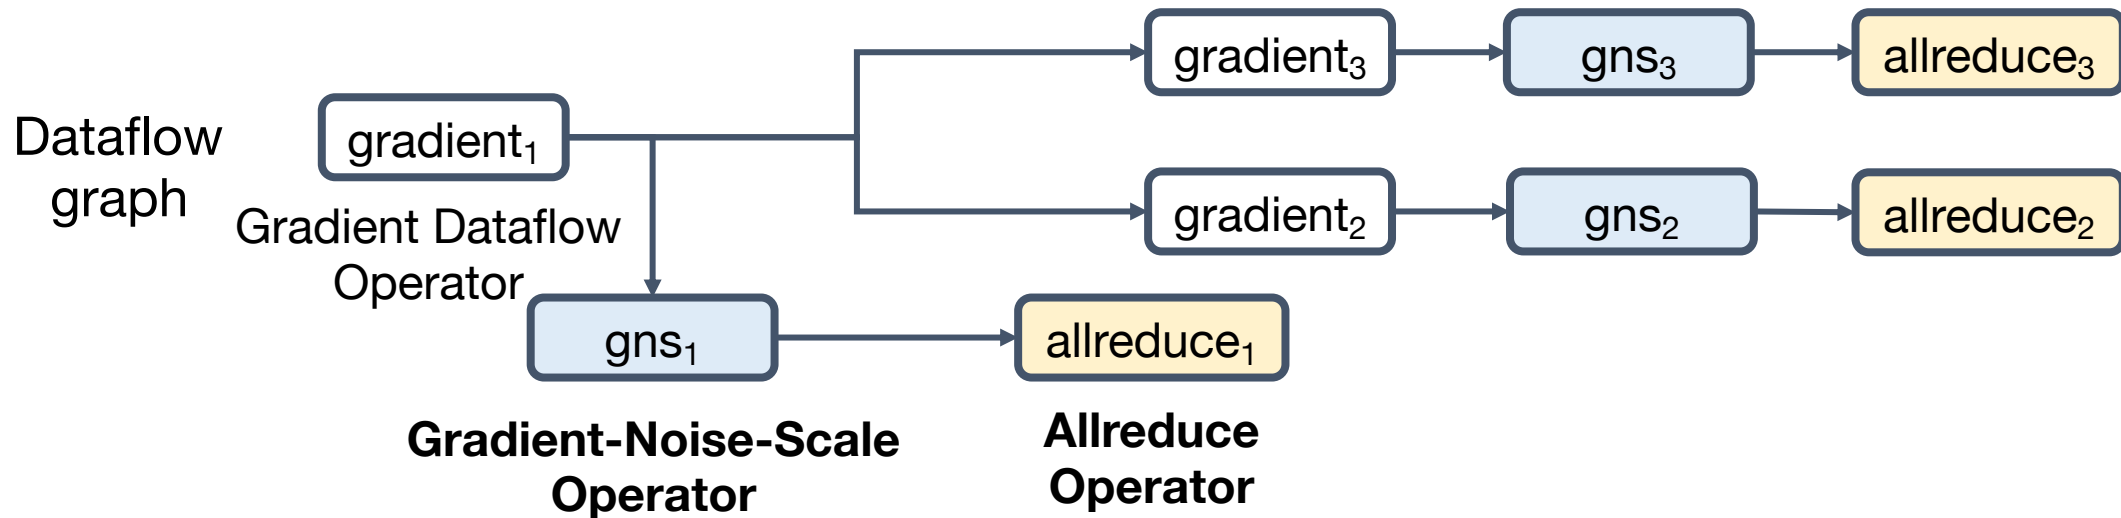 Dataflow
graph
gradient₁
Gradient Dataflow
Operator
gradient₃
gns₃
allreduce₃
gradient₂
gns₂
allreduce₂
gns₁
allreduce₁
Gradient-Noise-Scale
Operator
Allreduce
Operator